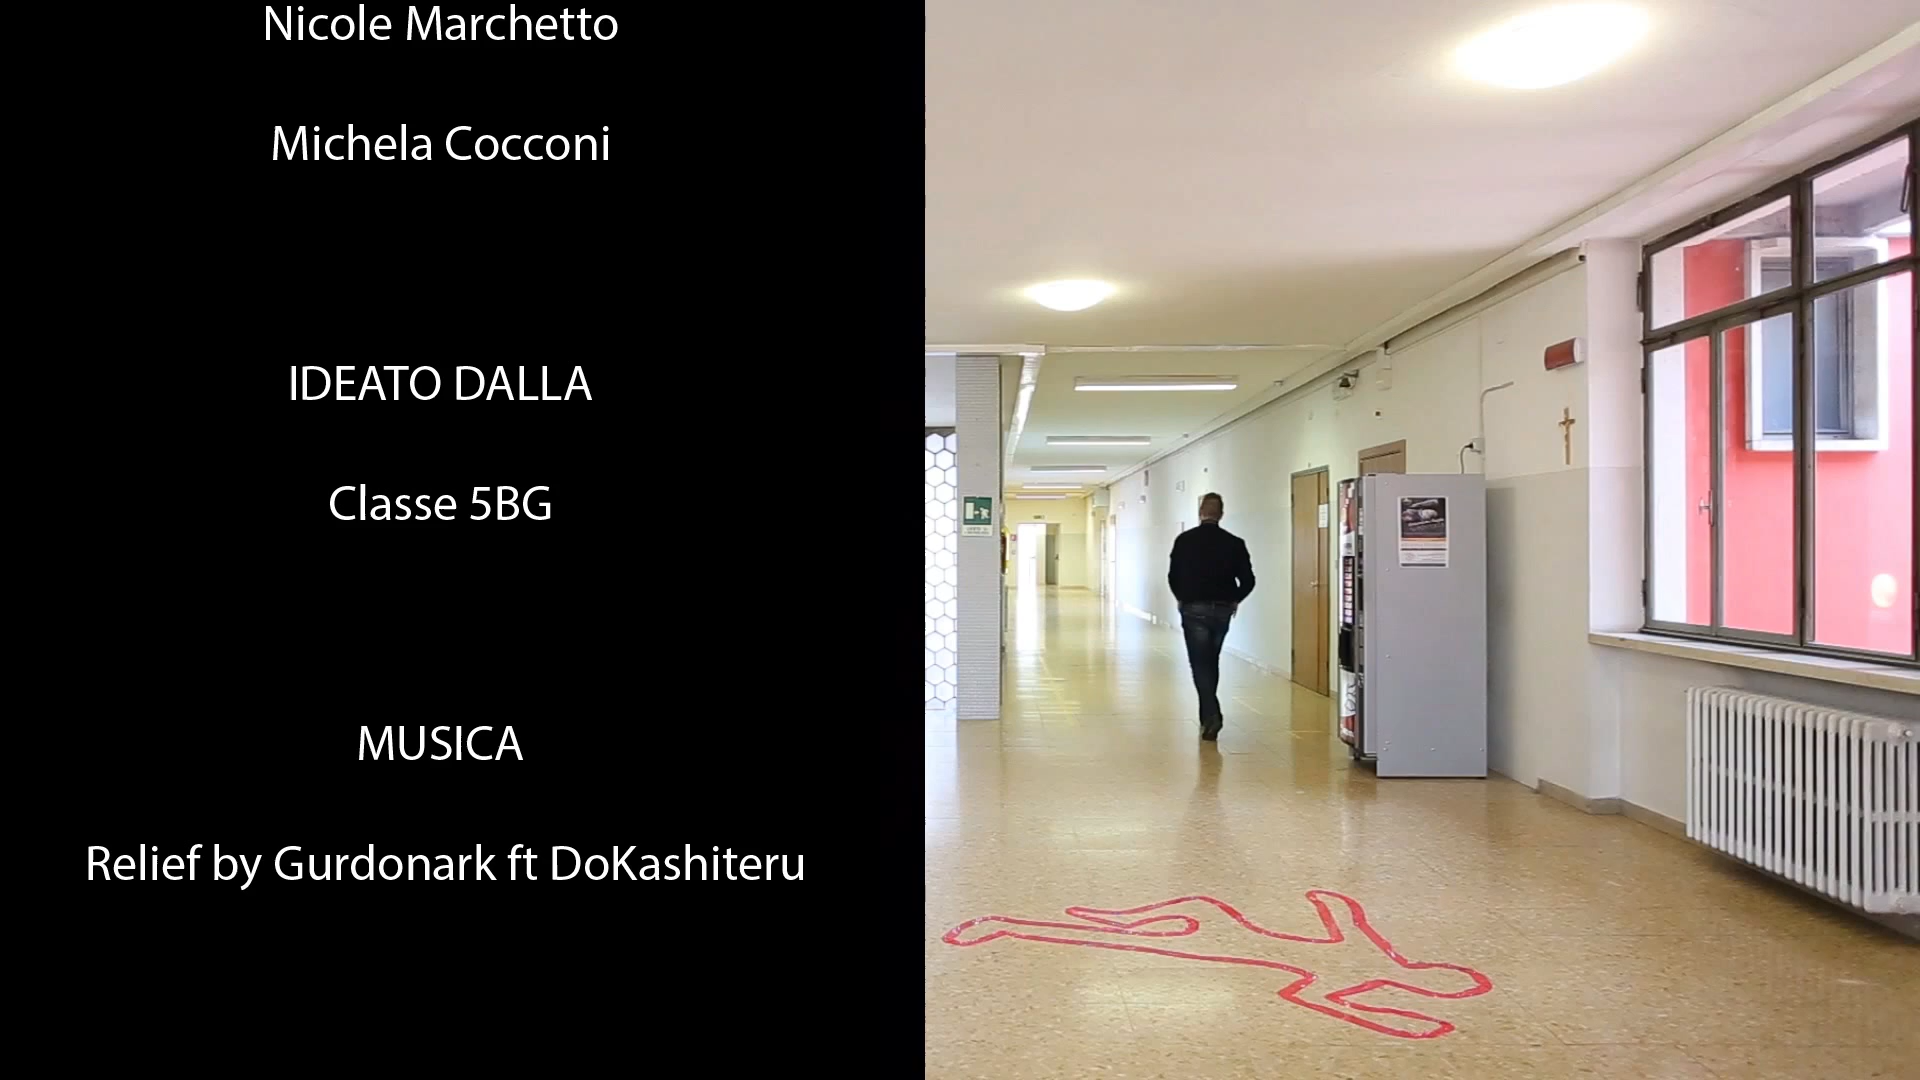 Nicole Marchetto
Michela Cocconi
IDEATO DALLA
Classe 5BG
MUSICA
Relief by Gurdonark ft DoKashiteru